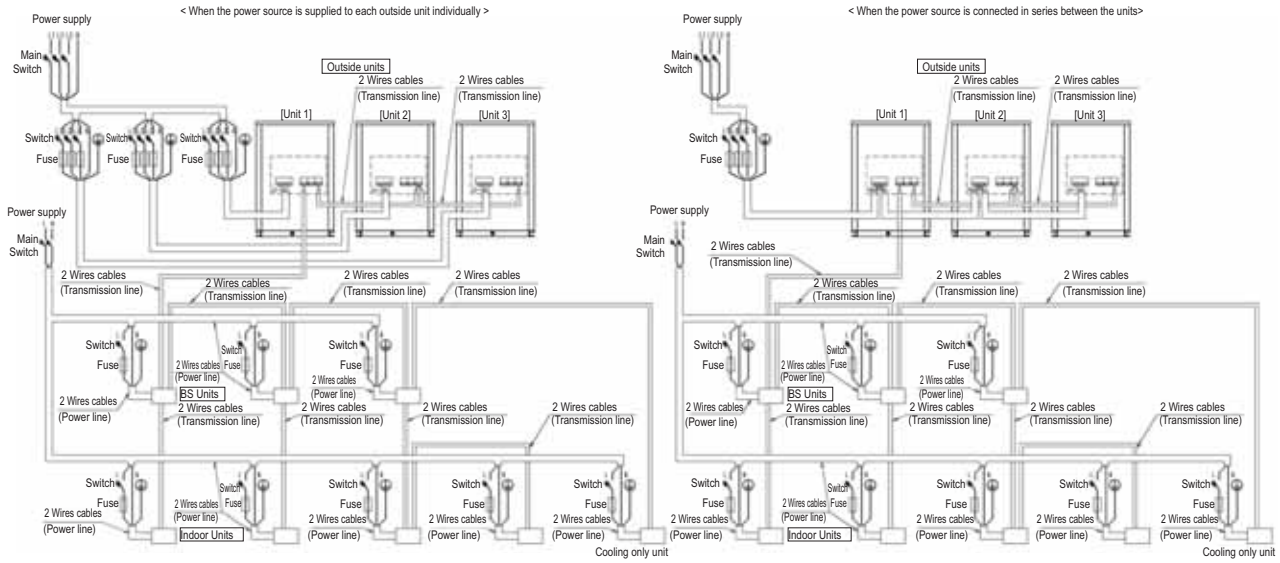 < When the power source is supplied to each outside unit individually >
Power supply
Main
Switch
Outside units
2 Wires cables
(Transmission line)
2 Wires cables
(Transmission line)
[Unit 1]
[Unit 2]
[Unit 3]
Switch
Fuse
Switch
Fuse
Switch
Fuse
Power supply
Main
Switch
2 Wires cables
(Transmission line)
2 Wires cables
(Transmission line)
2 Wires cables
(Transmission line)
2 Wires cables
(Transmission line)
Switch
Fuse
Switch
Fuse
2 Wires cables
(Power line)
Switch
Fuse
2 Wires cables
(Power line)
2 Wires cables
(Power line)
BS Units
2 Wires cables
(Transmission line)
2 Wires cables
(Transmission line)
2 Wires cables
(Transmission line)
2 Wires cables
(Transmission line)
Switch
Fuse
2 Wires cables
(Power line)
Switch
Fuse
2 Wires cables
(Power line)
Indoor Units
Switch
Fuse
2 Wires cables
(Power line)
Switch
Fuse
2 Wires cables
(Power line)
Switch
Fuse
2 Wires cables
(Power line)
Cooling only unit
< When the power source is connected in series between the units>
Power supply
Main
Switch
Outside units
2 Wires cables
(Transmission line)
2 Wires cables
(Transmission line)
[Unit 1]
[Unit 2]
[Unit 3]
Switch
Fuse
Power supply
Main
Switch
2 Wires cables
(Transmission line)
2 Wires cables
(Transmission line)
2 Wires cables
(Transmission line)
2 Wires cables
(Transmission line)
Switch
Fuse
Switch
Fuse
2 Wires cables
(Power line)
Switch
Fuse
2 Wires cables
(Power line)
2 Wires cables
(Power line)
BS Units
2 Wires cables
(Transmission line)
2 Wires cables
(Transmission line)
2 Wires cables
(Transmission line)
2 Wires cables
(Transmission line)
Switch
Fuse
2 Wires cables
(Power line)
Switch
Fuse
2 Wires cables
(Power line)
Indoor Units
Switch
Fuse
2 Wires cables
(Power line)
Switch
Fuse
2 Wires cables
(Power line)
Switch
Fuse
2 Wires cables
(Power line)
Cooling only unit